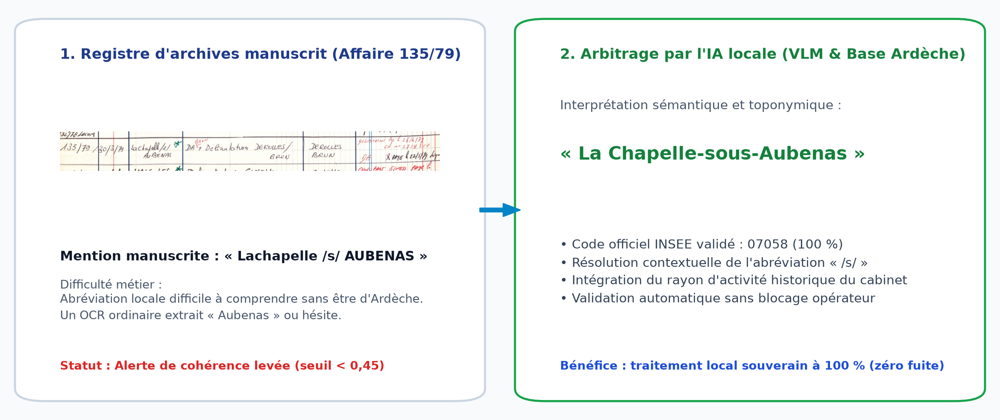 1. Registre d'archives manuscrit (Affaire 135/79)
135/79 30/3/79 Lachapelle /s/ AUBENAS DA + Délimitation DEROLLES / BRUN DEROLLES BRUN
BRUN
DELIMITATION
DA
Mention manuscrite : « Lachapelle /s/ AUBENAS »
Difficulté métier :
Abréviation locale difficile à comprendre sans être d'Ardèche.
Un OCR ordinaire extrait « Aubenas » ou hésite.
Statut : Alerte de cohérence levée (seuil < 0,45)
2. Arbitrage par l'IA locale (VLM & Base Ardèche)
Interprétation sémantique et toponymique :
« La Chapelle-sous-Aubenas »
• Code officiel INSEE validé : 07058 (100 %)
• Résolution contextuelle de l'abréviation « /s/ »
• Intégration du rayon d'activité historique du cabinet
• Validation automatique sans blocage opérateur
Bénéfice : traitement local souverain à 100 % (zéro fuite)